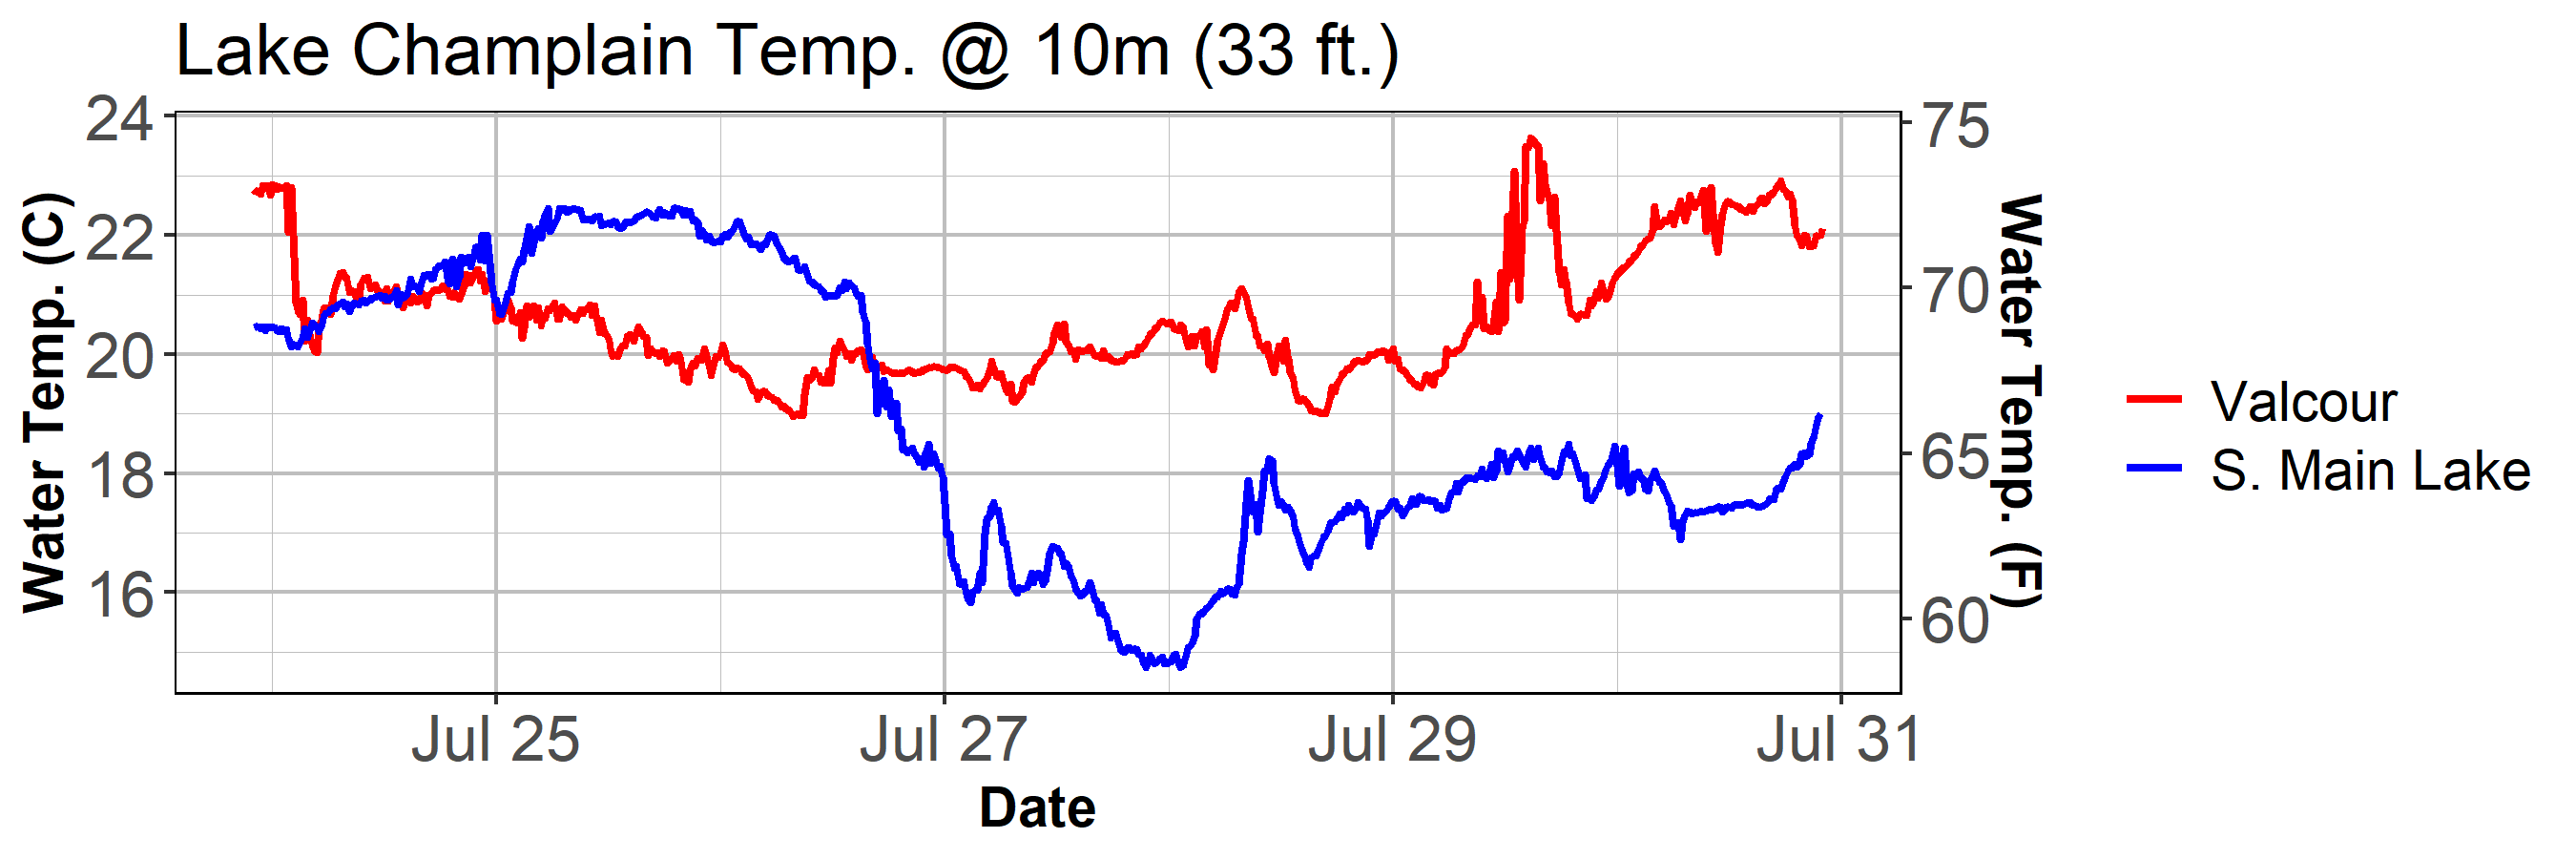 Lake Champlain Temp. @ 10m (33 ft.)
Water Temp. (C)
24
22
20
18
16
75
70
65
60
Water Temp. (F)
Valcour
S. Main Lake
Jul 25
Jul 27
Jul 29
Jul 31
Date